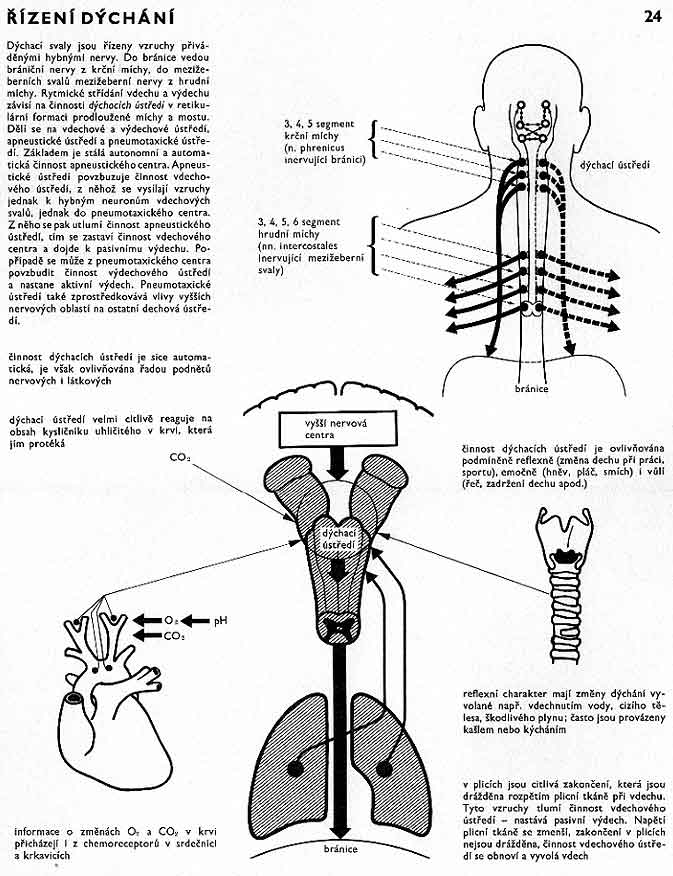 ŘÍZENÍ DÝCHÁNÍ
24
Dýchací svaly jsou řízeny vzruchy přivá-
děnými hybnými nervy. Do bránice vedou
brániční nervy z krční míchy, do meziže-
berních svalů mezižeberní nervy z hrudní
míchy. Rytmické střídání vdechu a výdechu
závisí na činnosti dýchacích ústředí v retiku-
lární formaci prodloužené míchy a mostu.
Dělí se na vdechové a výdechové ústředí,
apneustické ústředí a pneumotaxické ústře-
dí. Základem je stálá autonomní a automa-
tická činnost apneustického centra. Apneus-
tické ústředí povzbuzuje činnost vdecho-
vého ústředí, z něhož se vysílají vzruchy
jednak k hybným neuronům vdechových
svalů, jednak do pneumotaxického centra.
Z něho se pak utlumí činnost apneustického
ústředí, tím se zastaví činnost vdechového
centra a dojde k pasivnímu výdechu. Po-
případě se může z pneumotaxického centra
povzbudit činnost výdechového ústředí
a nastane aktivní výdech. Pneumotaxické
ústředí také zprostředkovává vlivy vyšších
nervových oblastí na ostatní dechová ústře-
dí.
3, 4, 5 segment
krční míchy
(n. phrenicus
inervující bránici)
dýchací ústředí
3, 4, 5, 6 segment
hrudní míchy
(nn. intercostales
inervující mezižeberní
svaly)
bránice
činnost dýchacích ústředí je sice automa-
tická, je však ovlivňována řadou podnětů
nervových i látkových
dýchací ústředí velmi citlivě reaguje na
obsah kysličníku uhličitého v krvi, která
jím protéká
CO₂
vyšší nervová
centra
dýchací
ústředí
činnost dýchacích ústředí je ovlivňována
podmíněně reflexně (změna dechu při práci,
sportu), emočně (hněv, pláč, smích) i vůlí
(řeč, zadržení dechu apod.)
O₂
pH
CO₂
reflexní charakter mají změny dýchání vy-
volané např. vdechnutím vody, cizího tě-
lesa, škodlivého plynu; často jsou provázeny
kašlem nebo kýcháním
v plicích jsou citlivá zakončení, která jsou
drážděna rozpětím plicní tkáně při vdechu.
Tyto vzruchy tlumí činnost vdechového
ústředí – nastává pasivní výdech. Napětí
plicní tkáně se zmenší, zakončení v plicích
nejsou drážděna, činnost vdechového ústře-
dí se obnoví a vyvolá vdech
informace o změnách O₂ a CO₂ v krvi
přicházejí i z chemoreceptorů v srdečnici
a krkavicích
bránice